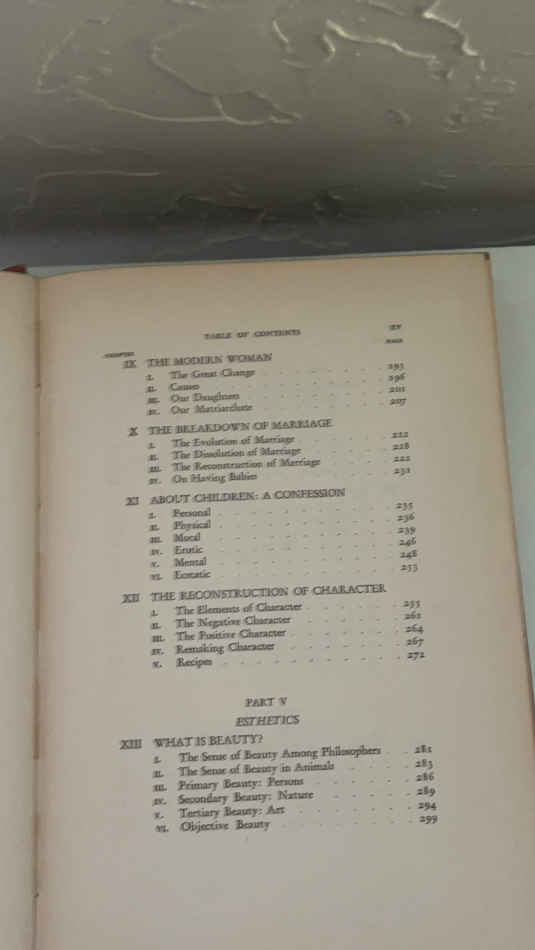 TABLE OF CONTENTS XV
CHAPTER PAGE
IX THE MODERN WOMAN
I. The Great Change 193
II. Causes 196
III. Our Daughters 201
IV. Our Matriarchate 207
X THE BREAKDOWN OF MARRIAGE
I. The Evolution of Marriage
II. The Dissolution of Marriage 218
III. The Reconstruction of Marriage
IV. On Having Babies 231
XI ABOUT CHILDREN: A CONFESSION
I. Personal 235
II. Physical 236
III. Moral 239
IV. Erotic 246
V. Mental 248
VI. Ecstatic 253
XII THE RECONSTRUCTION OF CHARACTER
I. The Elements of Character 255
II. The Negative Character 261
III. The Positive Character 264
IV. Remaking Character 267
V. Recipes 272
PART V
ESTHETICS
XIII WHAT IS BEAUTY?
I. The Sense of Beauty Among Philosophers 281
II. The Sense of Beauty in Animals 283
III. Primary Beauty: Persons 286
IV. Secondary Beauty: Nature 289
V. Tertiary Beauty: Art 294
VI. Objective Beauty 299